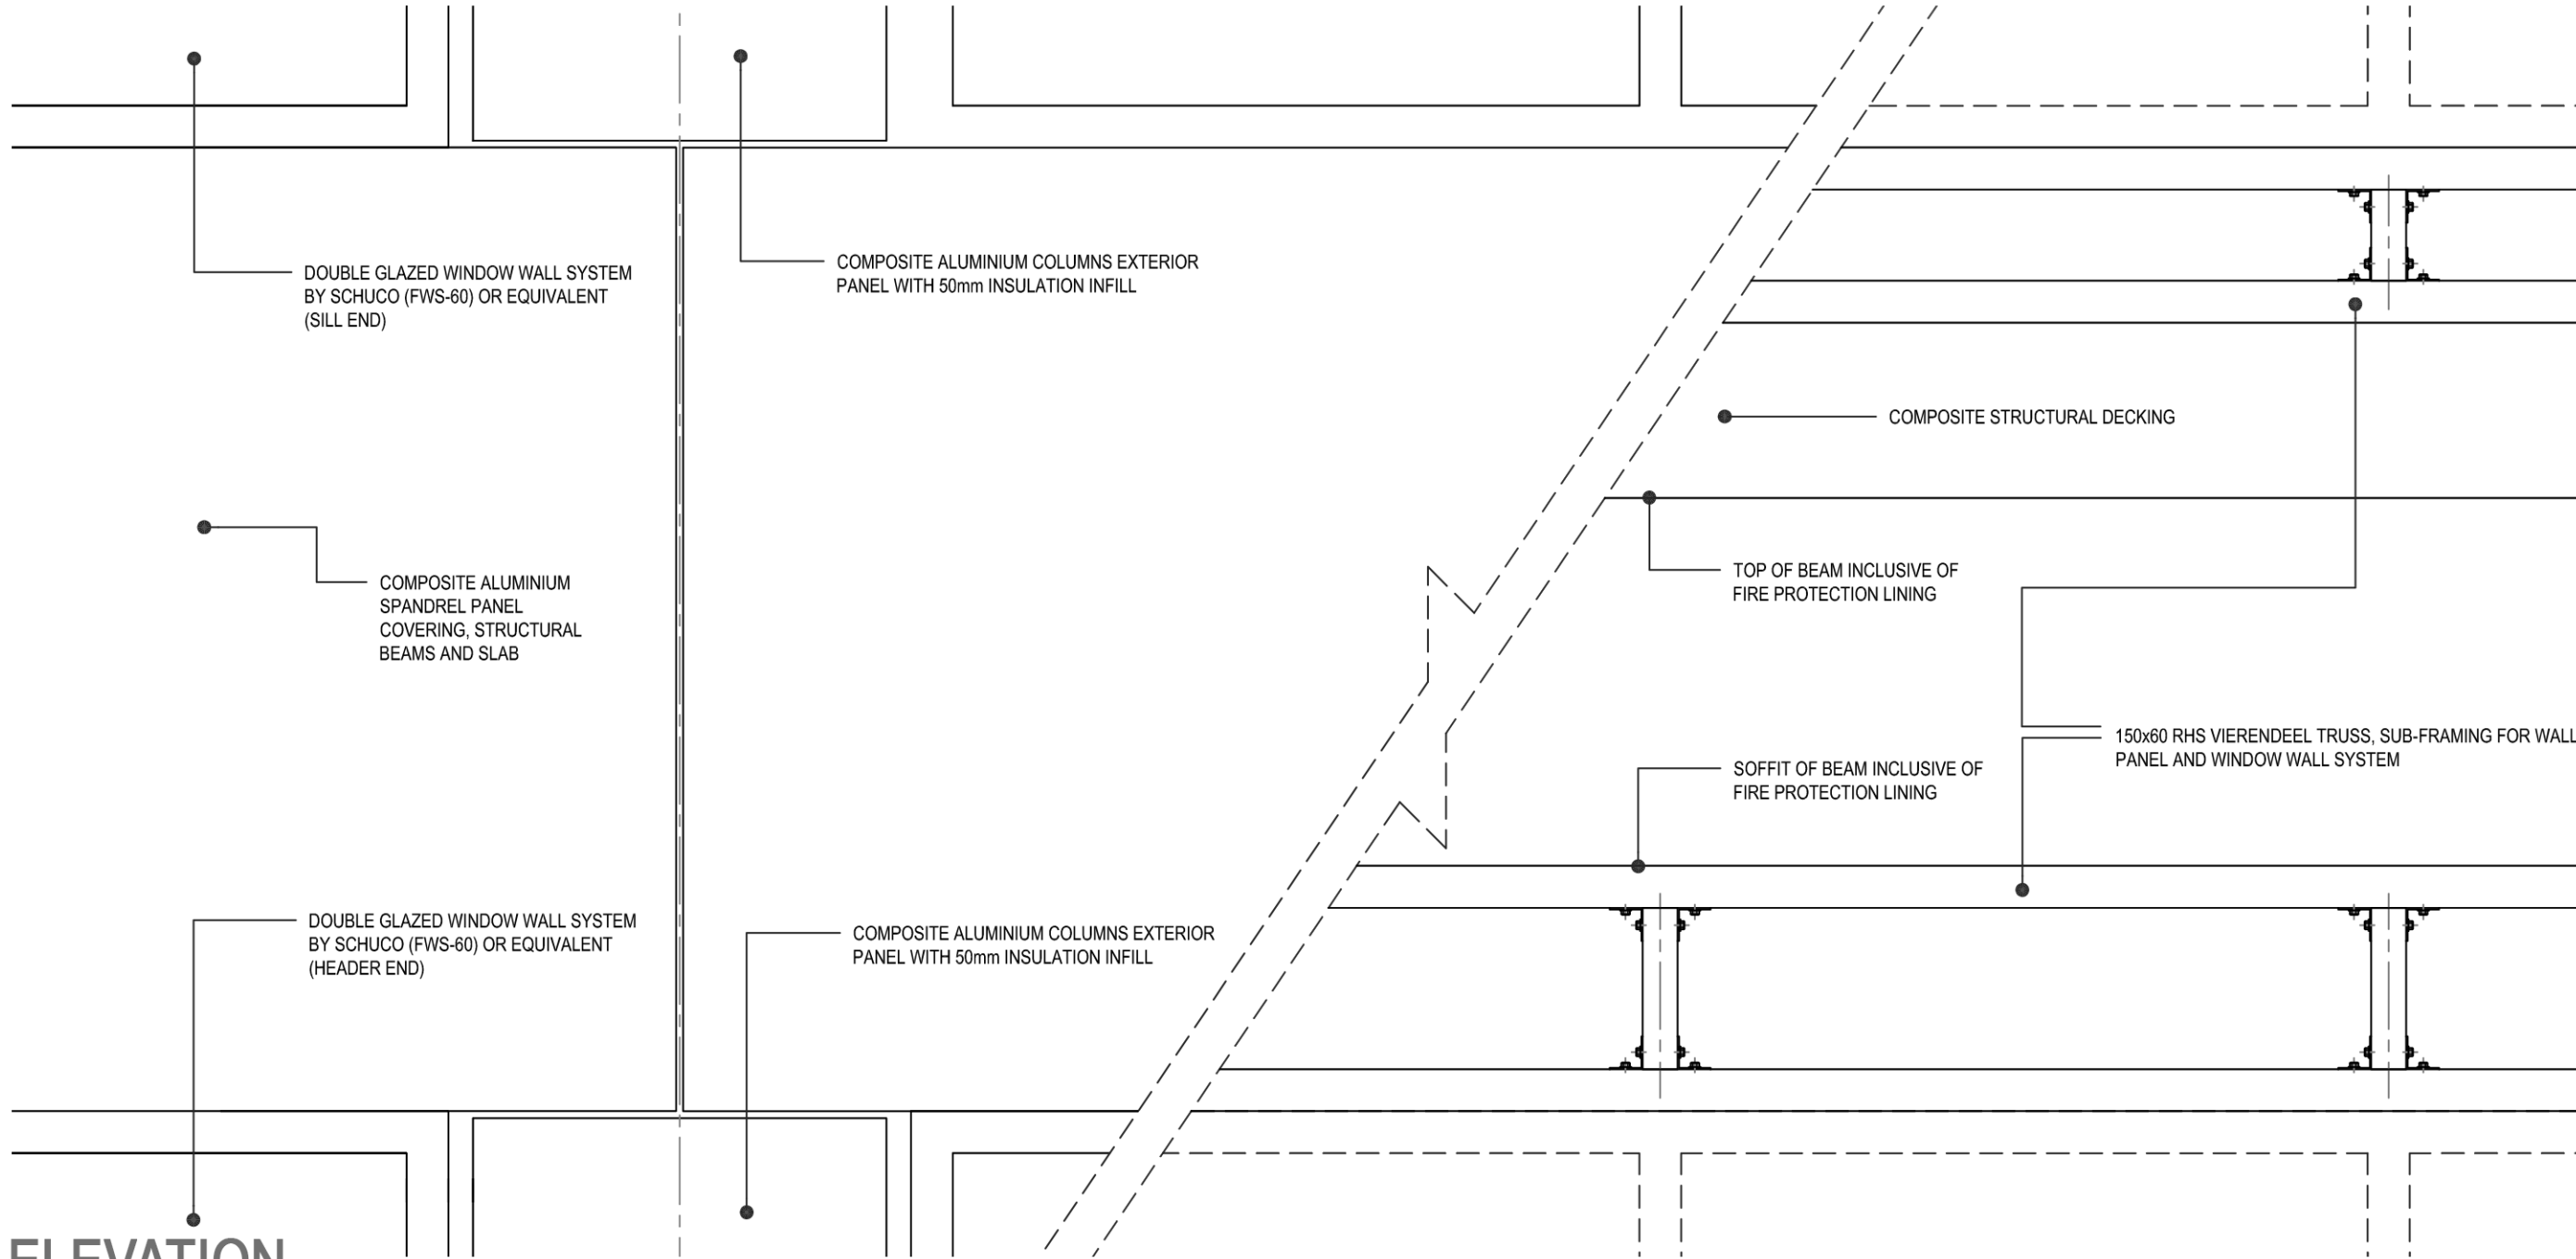 DOUBLE GLAZED WINDOW WALL SYSTEM
BY SCHUCO (FWS-60) OR EQUIVALENT
(SILL END)
COMPOSITE ALUMINIUM COLUMNS EXTERIOR
PANEL WITH 50mm INSULATION INFILL
COMPOSITE STRUCTURAL DECKING
COMPOSITE ALUMINIUM
SPANDREL PANEL
COVERING, STRUCTURAL
BEAMS AND SLAB
TOP OF BEAM INCLUSIVE OF
FIRE PROTECTION LINING
150x60 RHS VIERENDEEL TRUSS, SUB-FRAMING FOR WALL
PANEL AND WINDOW WALL SYSTEM
SOFFIT OF BEAM INCLUSIVE OF
FIRE PROTECTION LINING
DOUBLE GLAZED WINDOW WALL SYSTEM
BY SCHUCO (FWS-60) OR EQUIVALENT
(HEADER END)
COMPOSITE ALUMINIUM COLUMNS EXTERIOR
PANEL WITH 50mm INSULATION INFILL
ELEVATION